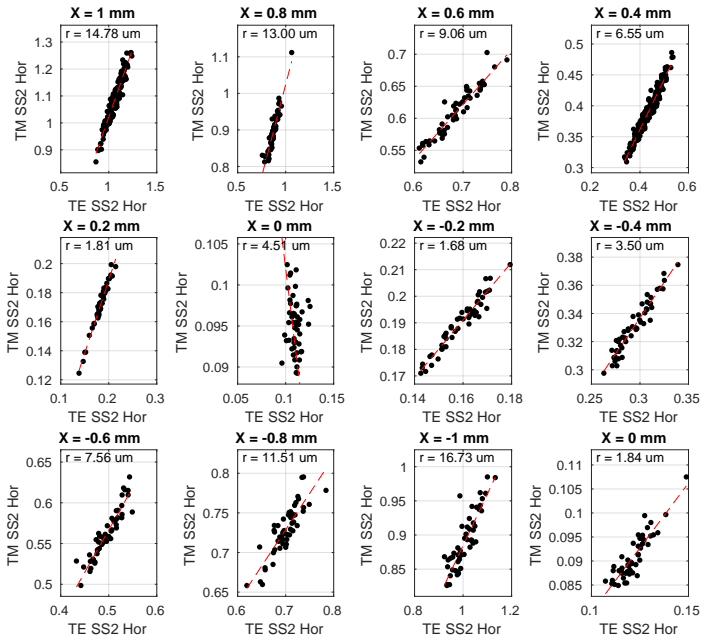 X = 1 mm
r = 14.78 um
TM SS2 Hor
1.3
1.2
1.1
1
0.9
0.5
1
1.5
TE SS2 Hor
X = 0.8 mm
r = 13.00 um
TM SS2 Hor
1.1
1
0.9
0.8
0.5
1
1.5
TE SS2 Hor
X = 0.6 mm
r = 9.06 um
TM SS2 Hor
0.7
0.65
0.6
0.55
0.6
0.7
0.8
TE SS2 Hor
X = 0.4 mm
r = 6.55 um
TM SS2 Hor
0.5
0.45
0.4
0.35
0.3
0.2
0.4
0.6
TE SS2 Hor
X = 0.2 mm
r = 1.81 um
TM SS2 Hor
0.2
0.18
0.16
0.14
0.12
0.1
0.2
0.3
TE SS2 Hor
X = 0 mm
r = 4.51 um
TM SS2 Hor
0.105
0.1
0.095
0.09
0.05
0.1
0.15
TE SS2 Hor
X = -0.2 mm
r = 1.68 um
TM SS2 Hor
0.22
0.21
0.2
0.19
0.18
0.17
0.14
0.16
0.18
TE SS2 Hor
X = -0.4 mm
r = 3.50 um
TM SS2 Hor
0.38
0.36
0.34
0.32
0.3
0.25
0.3
0.35
TE SS2 Hor
X = -0.6 mm
r = 7.56 um
TM SS2 Hor
0.65
0.6
0.55
0.5
0.4
0.5
0.6
TE SS2 Hor
X = -0.8 mm
r = 11.51 um
TM SS2 Hor
0.8
0.75
0.7
0.65
0.6
0.7
0.8
TE SS2 Hor
X = -1 mm
r = 16.73 um
TM SS2 Hor
1
0.95
0.9
0.85
0.8
1
1.2
TE SS2 Hor
X = 0 mm
r = 1.84 um
TM SS2 Hor
0.11
0.105
0.1
0.095
0.09
0.085
0.1
0.15
TE SS2 Hor